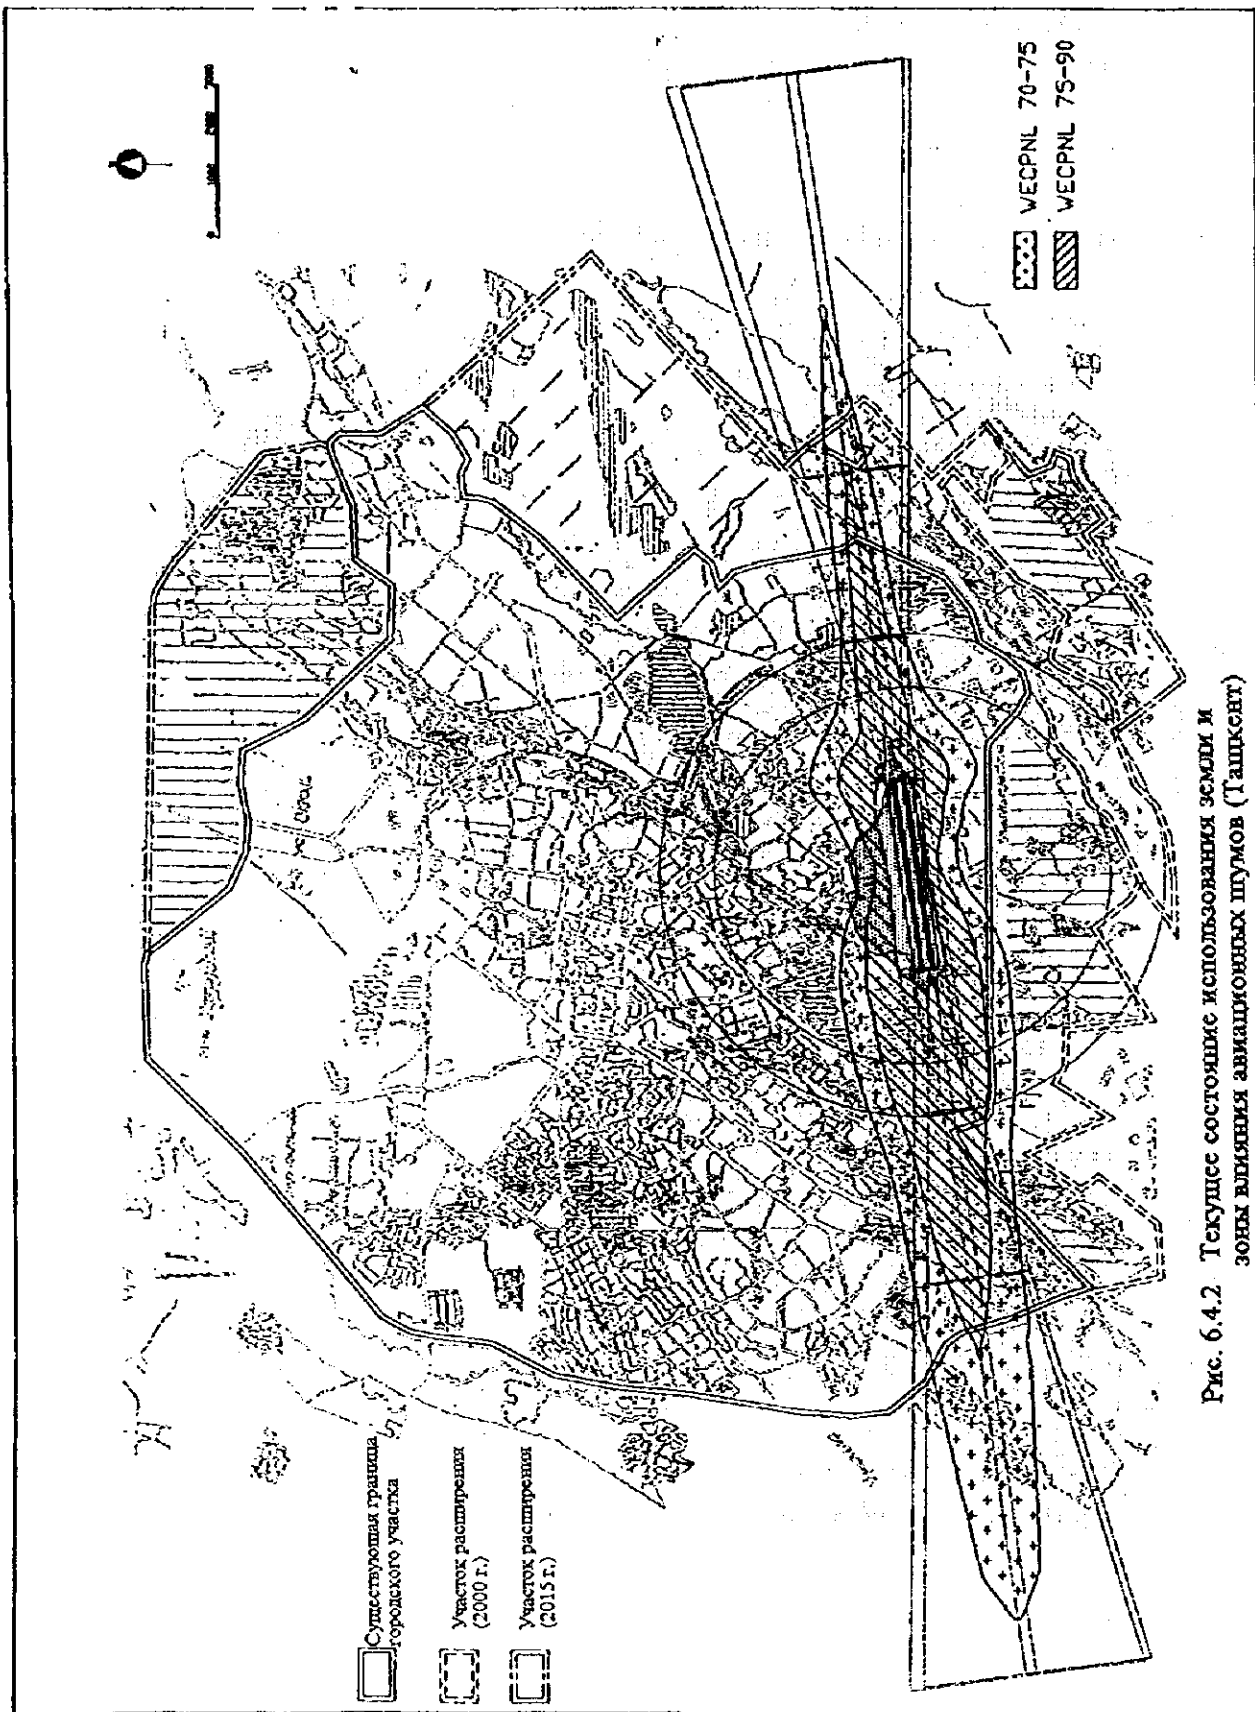 WECPNL 70-75
WECPNL 75-90
Существующая граница
городского участка
Участок расширения
(2000 г.)
Участок расширения
(2015 г.)
Рис. 6.4.2 Текущее состояние использования земли и
зоны влияния авиационных шумов (Ташкент)